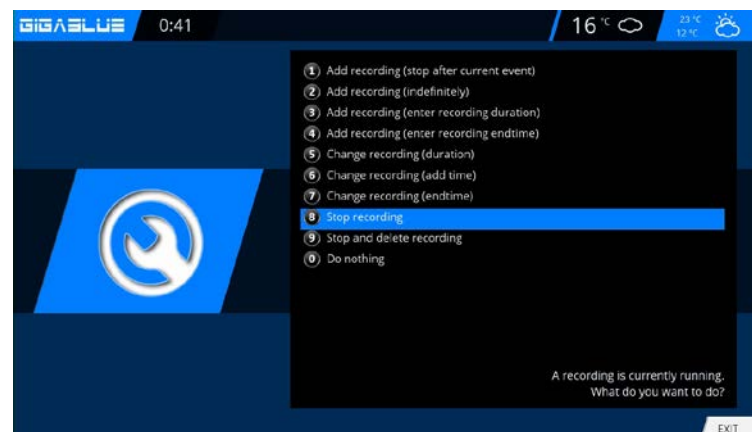 GIGABLUE 0:41 16 °C 23 °C
12 °C
1 Add recording (stop after current event)
2 Add recording (indefinitely)
3 Add recording (enter recording duration)
4 Add recording (enter recording endtime)
5 Change recording (duration)
6 Change recording (add time)
7 Change recording (endtime)
8 Stop recording
9 Stop and delete recording
0 Do nothing
A recording is currently running.
What do you want to do?
EXIT